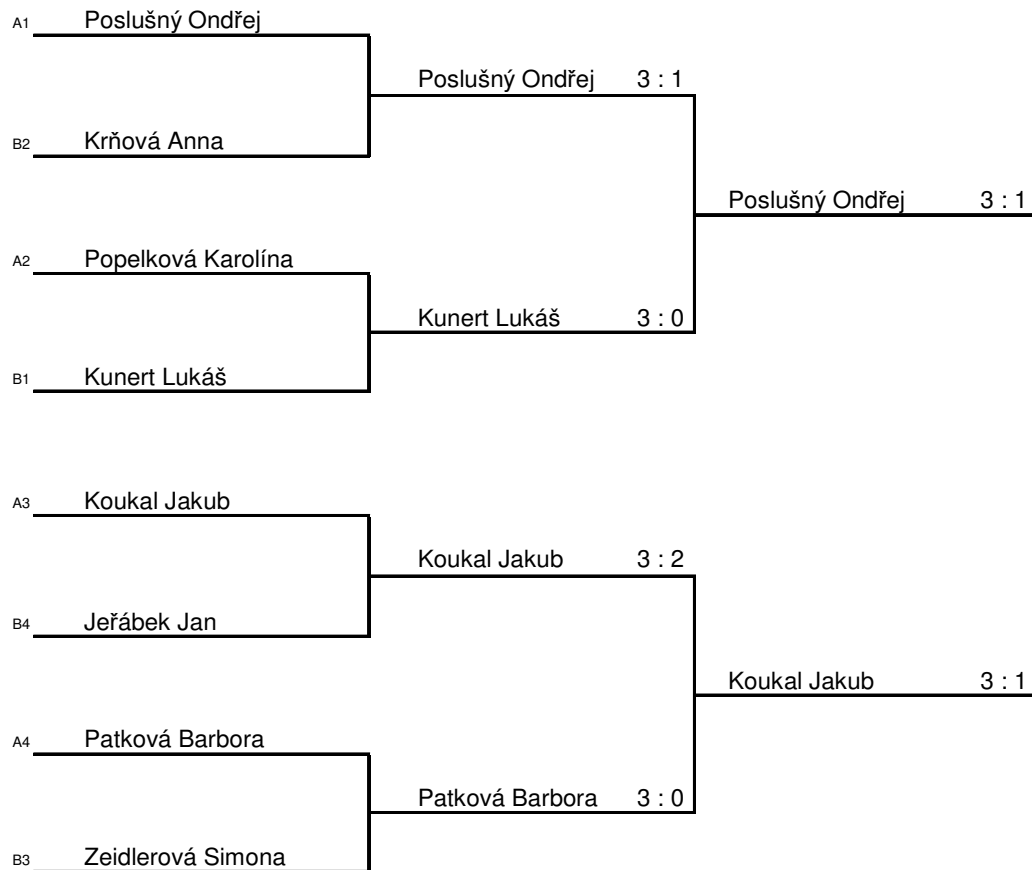 A1 Poslušný Ondřej
Poslušný Ondřej 3 : 1
B2 Krňová Anna
Poslušný Ondřej 3 : 1
A2 Popelková Karolína
Kunert Lukáš 3 : 0
B1 Kunert Lukáš
A3 Koukal Jakub
Koukal Jakub 3 : 2
B4 Jeřábek Jan
Koukal Jakub 3 : 1
A4 Patková Barbora
Patková Barbora 3 : 0
B3 Zeidlerová Simona